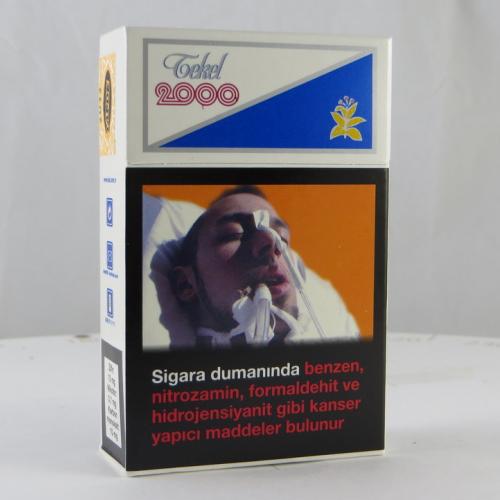 Tekel
2000
Sigara dumanında benzen,
nitrozamin, formaldehit ve
hidrojensiyanit gibi kanser
yapıcı maddeler bulunur